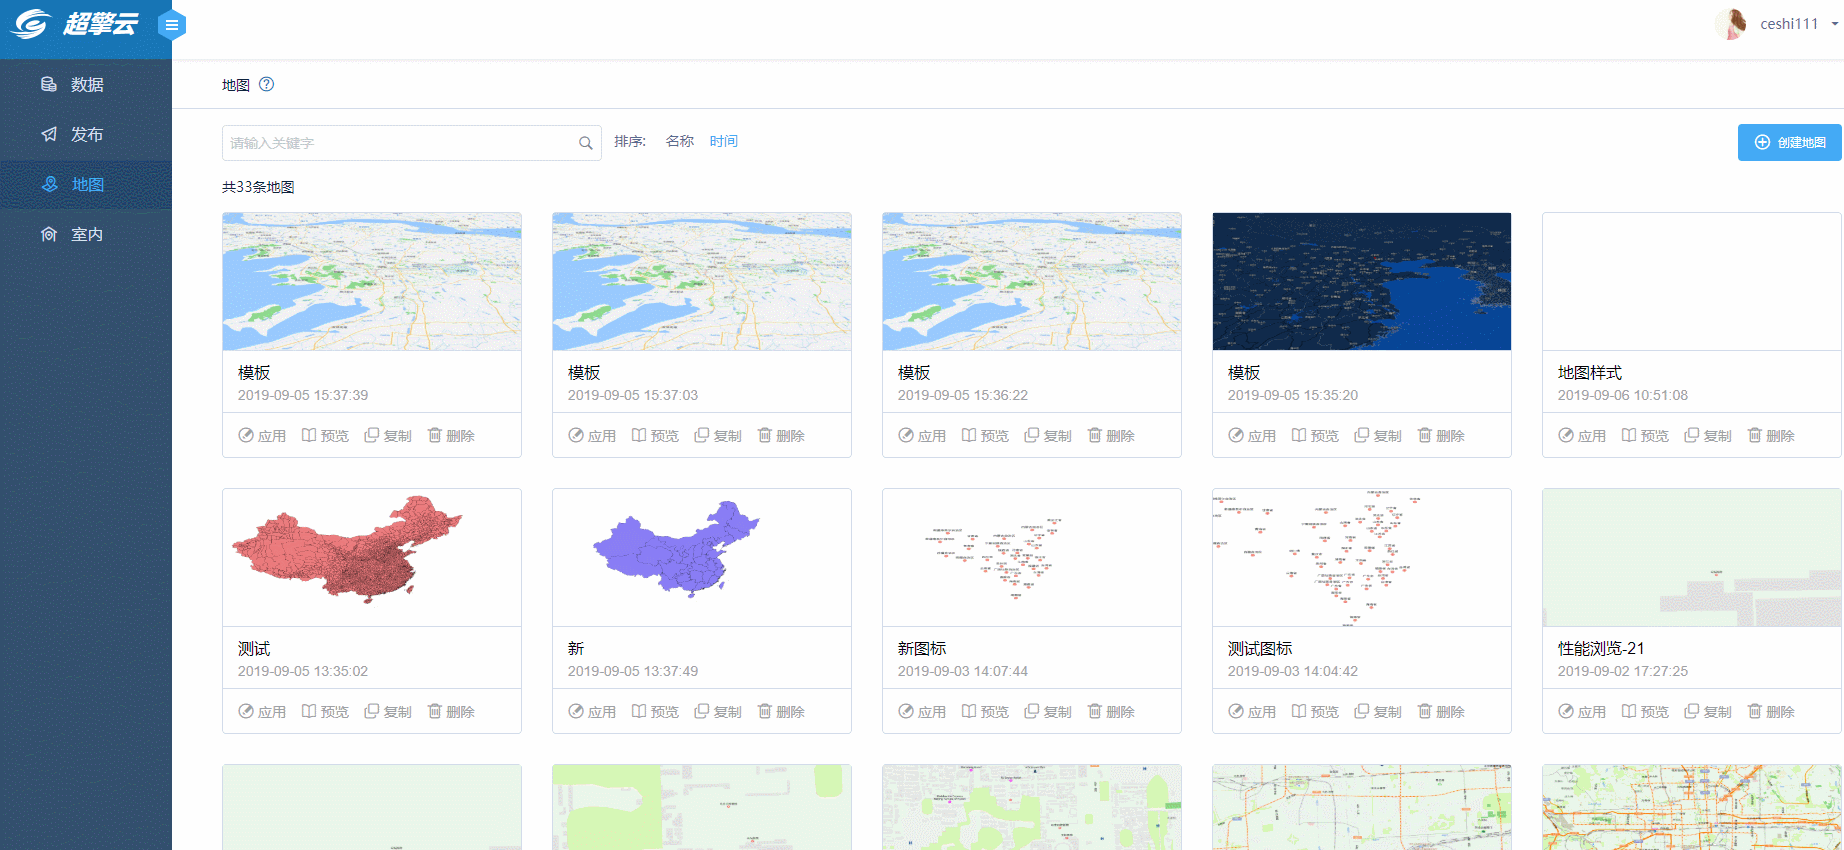 超擎云
ceshi111
数据
发布
地图
室内
地图
请输入关键字
排序: 名称 时间
创建地图
共33条地图
模板
2019-09-05 15:37:39
应用 预览 复制 删除
模板
2019-09-05 15:37:03
应用 预览 复制 删除
模板
2019-09-05 15:36:22
应用 预览 复制 删除
模板
2019-09-05 15:35:20
应用 预览 复制 删除
地图样式
2019-09-06 10:51:08
应用 预览 复制 删除
测试
2019-09-05 13:35:02
应用 预览 复制 删除
新
2019-09-05 13:37:49
应用 预览 复制 删除
新图标
2019-09-03 14:07:44
应用 预览 复制 删除
测试图标
2019-09-03 14:04:42
应用 预览 复制 删除
性能浏览-21
2019-09-02 17:27:25
应用 预览 复制 删除